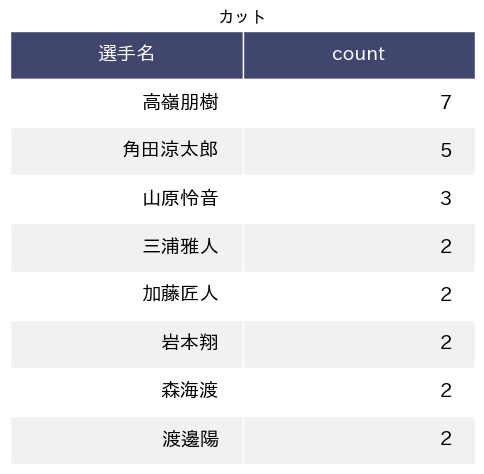 カット
選手名 count
高嶺朋樹 7
角田涼太郎 5
山原怜音 3
三浦雅人 2
加藤匠人 2
岩本翔 2
森海渡 2
渡邊陽 2